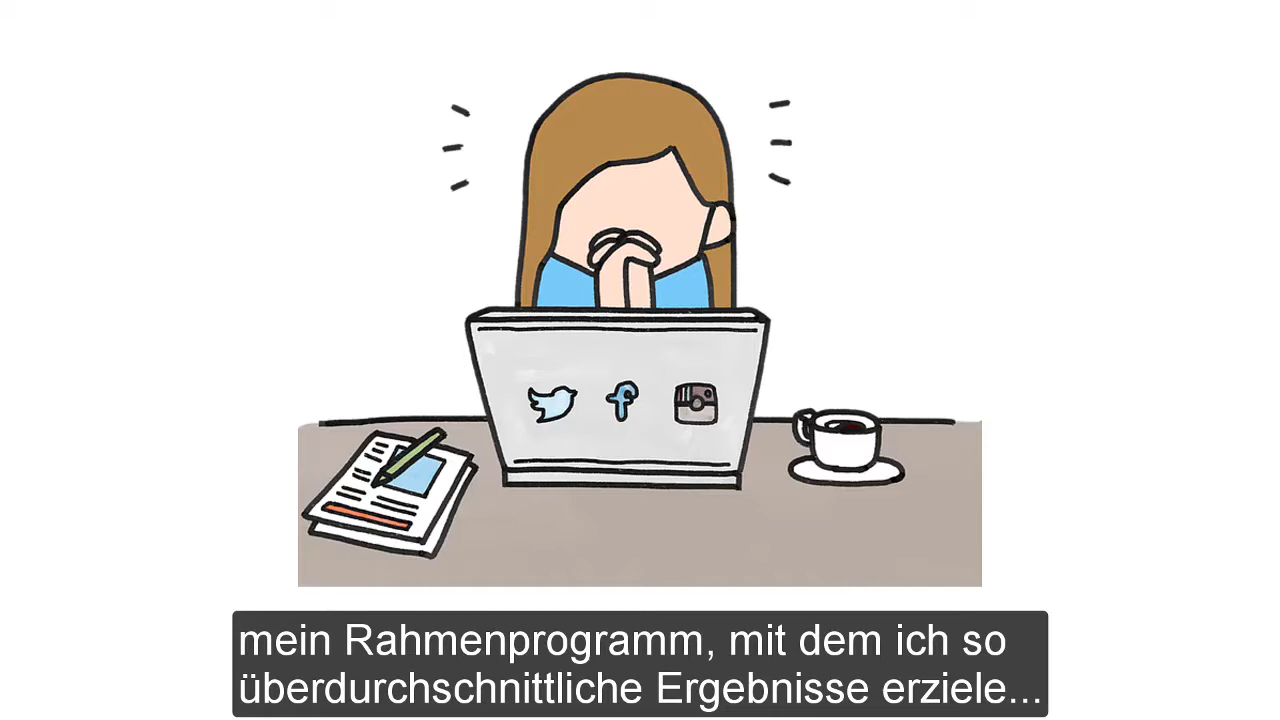 mein Rahmenprogramm, mit dem ich so
überdurchschnittliche Ergebnisse erziele...